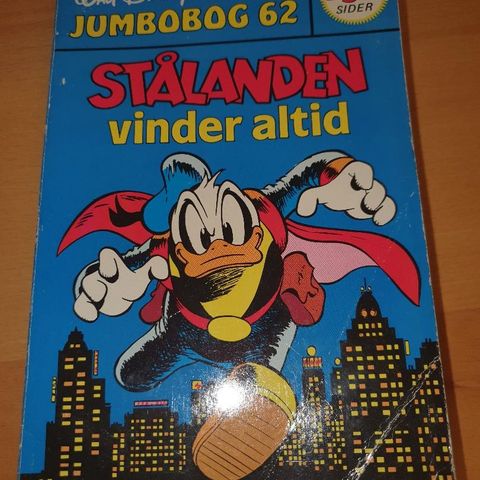 JUMBOBOG 62
SIDER
STÅLANDEN
vinder altid